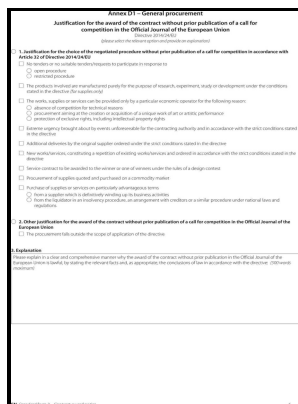 Annex D1 – General procurement
Justification for the award of the contract without prior publication of a call for
competition in the Official Journal of the European Union
Directive 2014/24/EU
(please select the relevant option and provide an explanation)
1. Justification for the choice of the negotiated procedure without prior publication of a call for competition in accordance with
Article 32 of Directive 2014/24/EU
No tenders or no suitable tenders/requests to participate in response to
open procedure
restricted procedure
The products involved are manufactured purely for the purpose of research, experiment, study or development under the conditions
stated in the directive (for supplies only)
The works, supplies or services can be provided only by a particular economic operator for the following reason:
absence of competition for technical reasons
procurement aiming at the creation or acquisition of a unique work of art or artistic performance
protection of exclusive rights, including intellectual property rights
Extreme urgency brought about by events unforeseeable for the contracting authority and in accordance with the strict conditions stated
in the directive
Additional deliveries by the original supplier ordered under the strict conditions stated in the directive
New works/services, constituting a repetition of existing works/services and ordered in accordance with the strict conditions stated in the
directive
Service contract to be awarded to the winner or one of winners under the rules of a design contest
Procurement of supplies quoted and purchased on a commodity market
Purchase of supplies or services on particularly advantageous terms
from a supplier which is definitively winding up its business activities
from the liquidator in an insolvency procedure, an arrangement with creditors or a similar procedure under national laws and
regulations
2. Other justification for the award of the contract without prior publication of a call for competition in the Official Journal of the
European Union
The procurement falls outside the scope of application of the directive
3. Explanation
Please explain in a clear and comprehensive manner why the award of the contract without prior publication in the Official Journal of the
European Union is lawful, by stating the relevant facts and, as appropriate, the conclusions of law in accordance with the directive: (500 words
maximum)